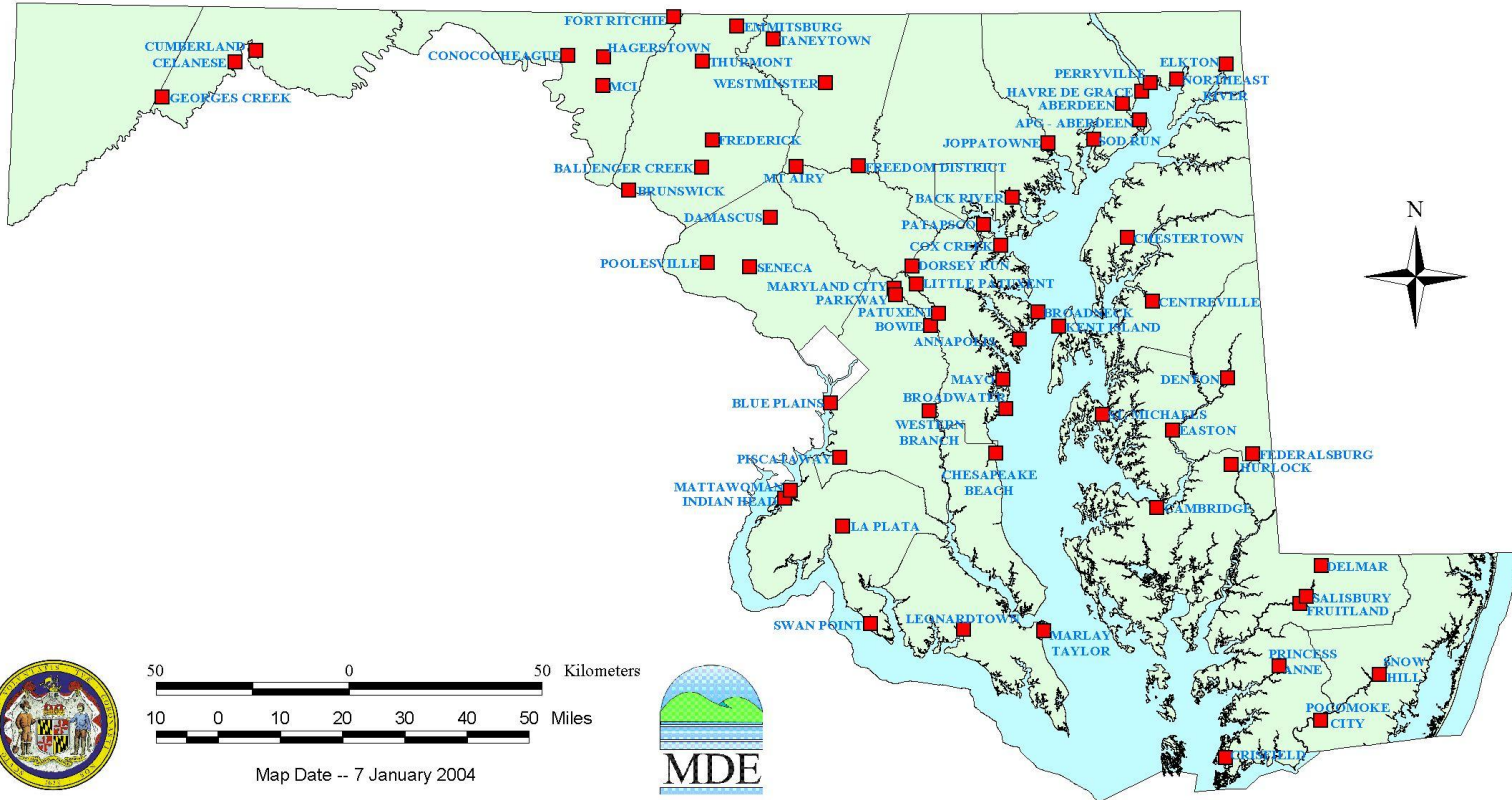 FORT RITCHIE
EMMITSBURG
TANEYTOWN
CUMBERLAND
CELANESE
CONOCOCHEAGUE
HAGERSTOWN
THURMONT
WESTMINSTER
MCI
GEORGES CREEK
PERRYVILLE
ELKTON
NORTHEAST
RIVER
HAVRE DE GRACE
ABERDEEN
APG - ABERDEEN
JOPPATOWNE
SOD RUN
FREDERICK
BALLENGER CREEK
MT AIRY
FREEDOM DISTRICT
BRUNSWICK
BACK RIVER
DAMASCUS
PATAPSCO
COX CREEK
CHESTERTOWN
POOLESVILLE
SENECA
DORSEY RUN
LITTLE PATUXENT
MARYLAND CITY
PARKWAY
PATUXENT
BOWIE
BROADNECK
KENT ISLAND
ANNAPOLIS
CENTREVILLE
N
MAYO
DENTON
BLUE PLAINS
BROADWATER
WESTERN
BRANCH
ST. MICHAELS
EASTON
PISCATAWAY
CHESAPEAKE
BEACH
FEDERALSBURG
HURLOCK
MATTAWOMAN
INDIAN HEAD
CAMBRIDGE
LA PLATA
DELMAR
SALISBURY
FRUITLAND
SWAN POINT
LEONARDTOWN
MARLAY
TAYLOR
PRINCESS
ANNE
SNOW
HILL
POCOMOKE
CITY
CRISFIELD
50 0 50 Kilometers
10 0 10 20 30 40 50 Miles
Map Date -- 7 January 2004
MDE